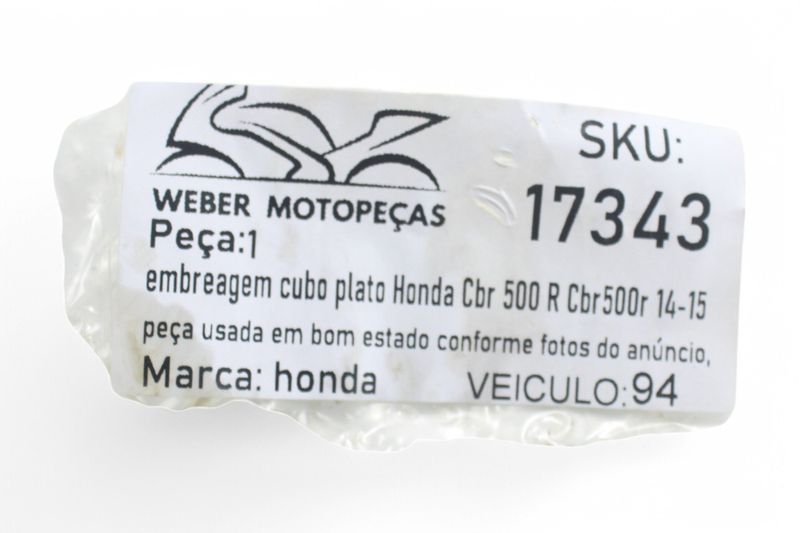 WEBER MOTOPEÇAS
SKU:
17343
Peça:1
embreagem cubo plato Honda Cbr 500 R Cbr500r 14-15
peça usada em bom estado conforme fotos do anúncio,
Marca: honda VEICULO:94